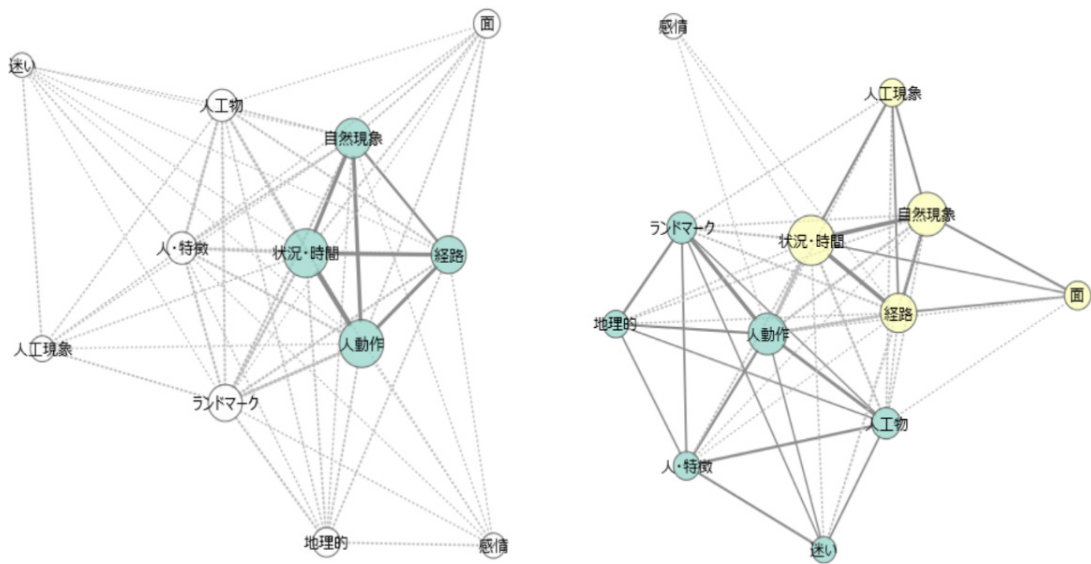 面
迷い
人工物
自然現象
人・特徴
状況・時間
経路
人工現象
人動作
ランドマーク
地理的
感情
感情
人工現象
自然現象
ランドマーク
状況・時間
面
経路
地理的
人動作
人工物
人・特徴
迷い